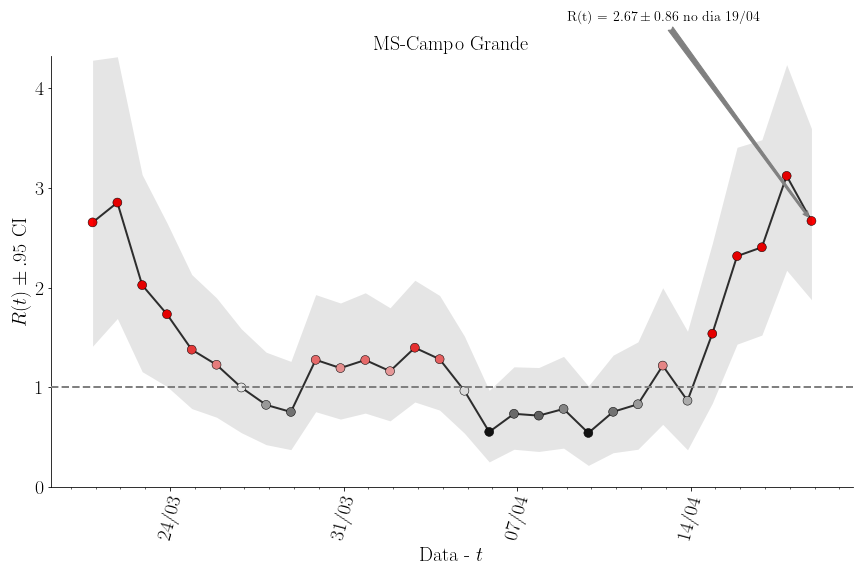 R(t) = 2.67 ± 0.86 no dia 19/04
MS-Campo Grande
R(t) ± .95 CI
4
3
2
1
0
24/03
31/03
07/04
14/04
Data - t